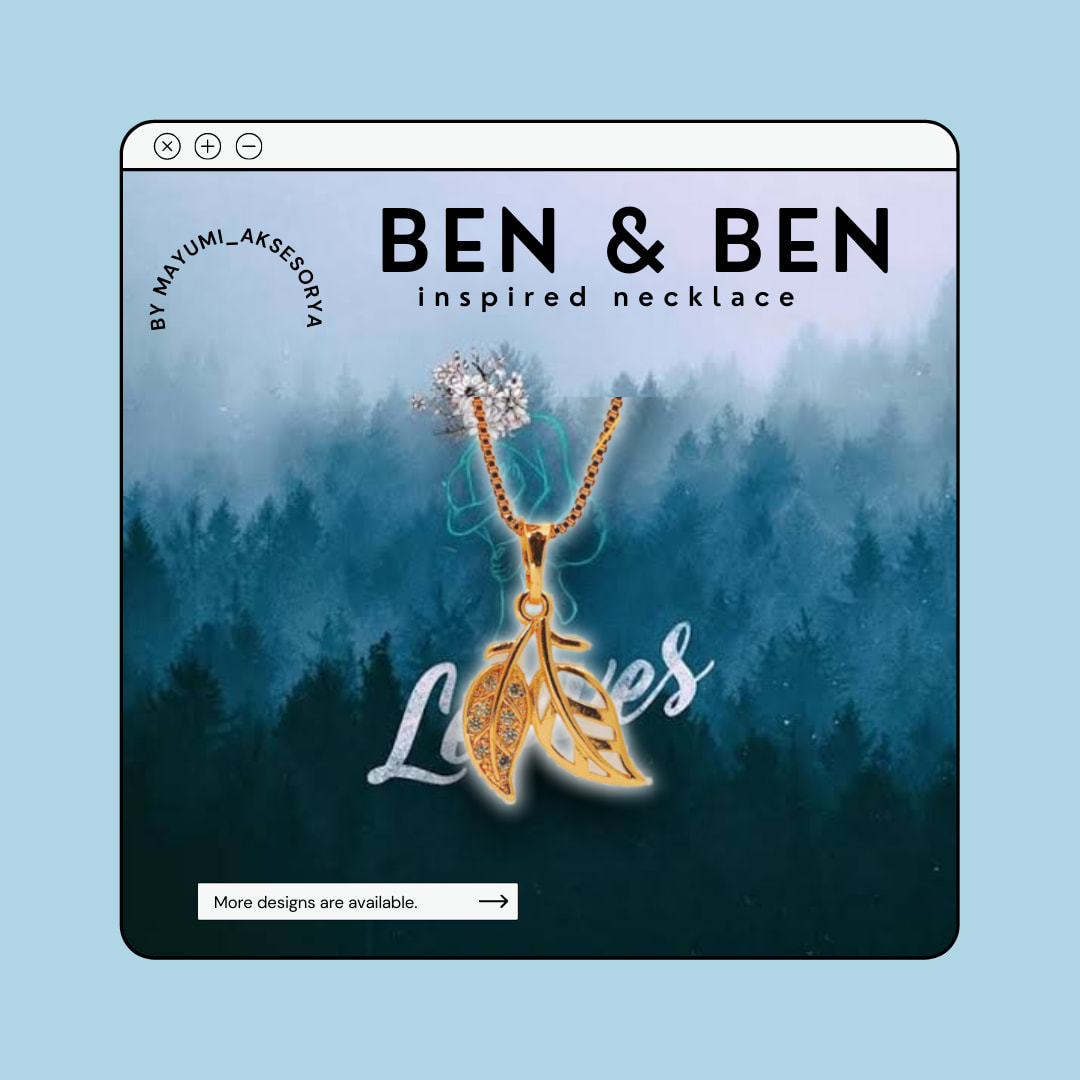 BEN & BEN
inspired necklace
BY MAYUMI_AKSESORYA
More designs are available.